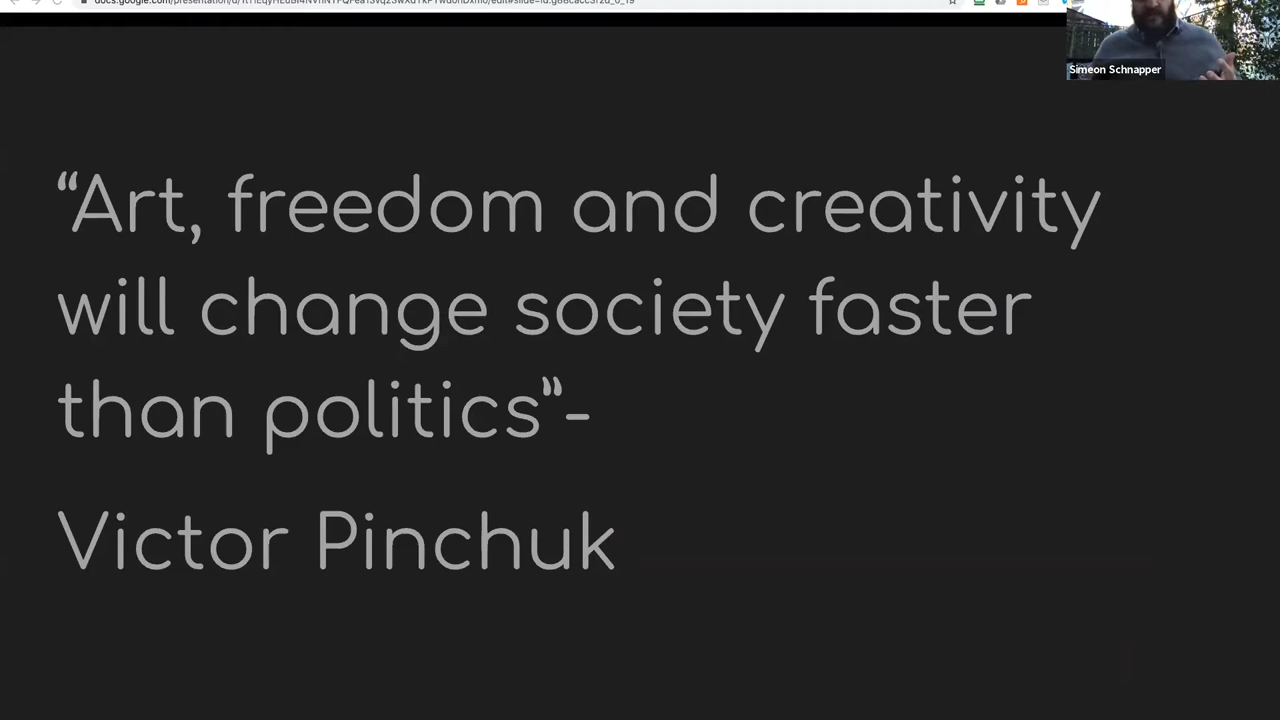 Simeon Schnapper
“Art, freedom and creativity
will change society faster
than politics”-
Victor Pinchuk